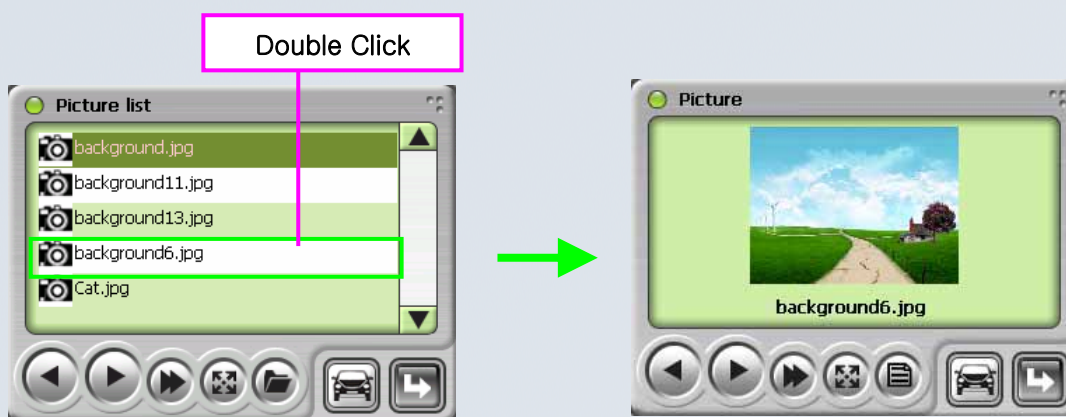 Double Click
Picture list
background.jpg
background11.jpg
background13.jpg
background6.jpg
Cat.jpg
Picture
background6.jpg